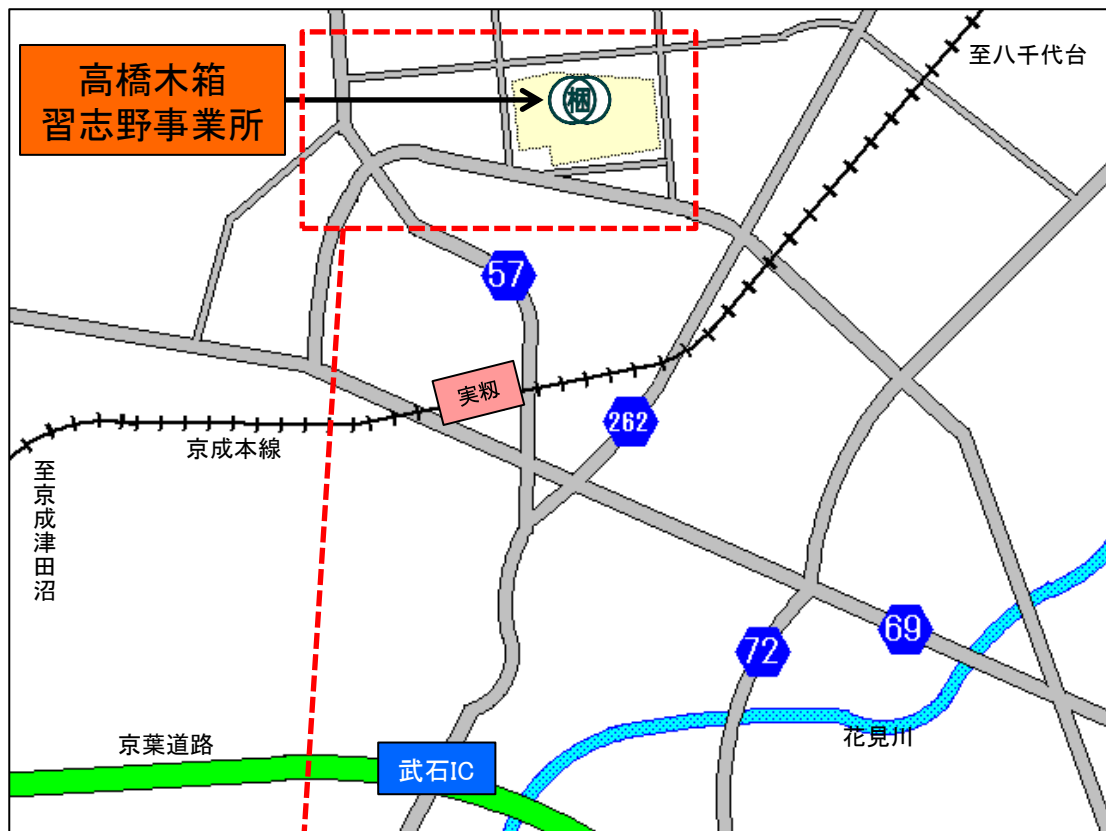 高橋木箱
習志野事業所
梱
至八千代台
57
実籾
262
京成本線
至京成津田沼
69
72
花見川
京葉道路
武石IC